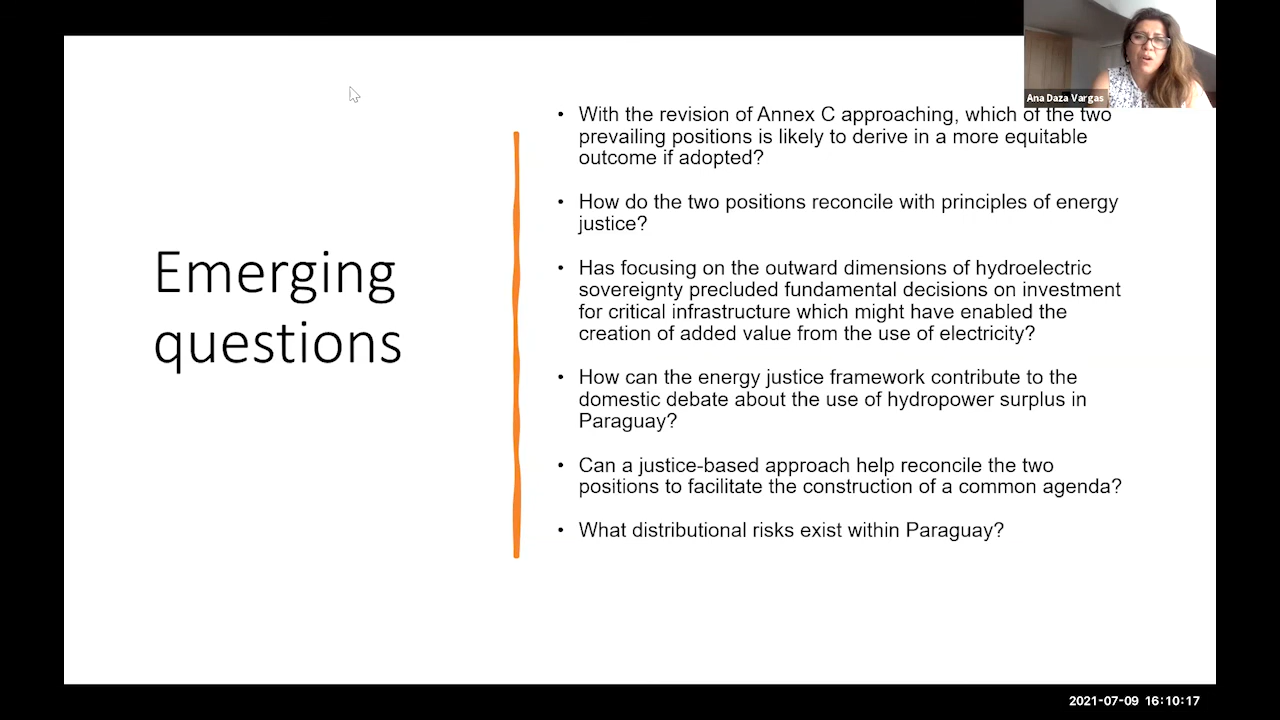 Ana Daza Vargas
Emerging
questions
• With the revision of Annex C approaching, which of the two
prevailing positions is likely to derive in a more equitable
outcome if adopted?
• How do the two positions reconcile with principles of energy
justice?
• Has focusing on the outward dimensions of hydroelectric
sovereignty precluded fundamental decisions on investment
for critical infrastructure which might have enabled the
creation of added value from the use of electricity?
• How can the energy justice framework contribute to the
domestic debate about the use of hydropower surplus in
Paraguay?
• Can a justice-based approach help reconcile the two
positions to facilitate the construction of a common agenda?
• What distributional risks exist within Paraguay?
2021-07-09 16:10:17